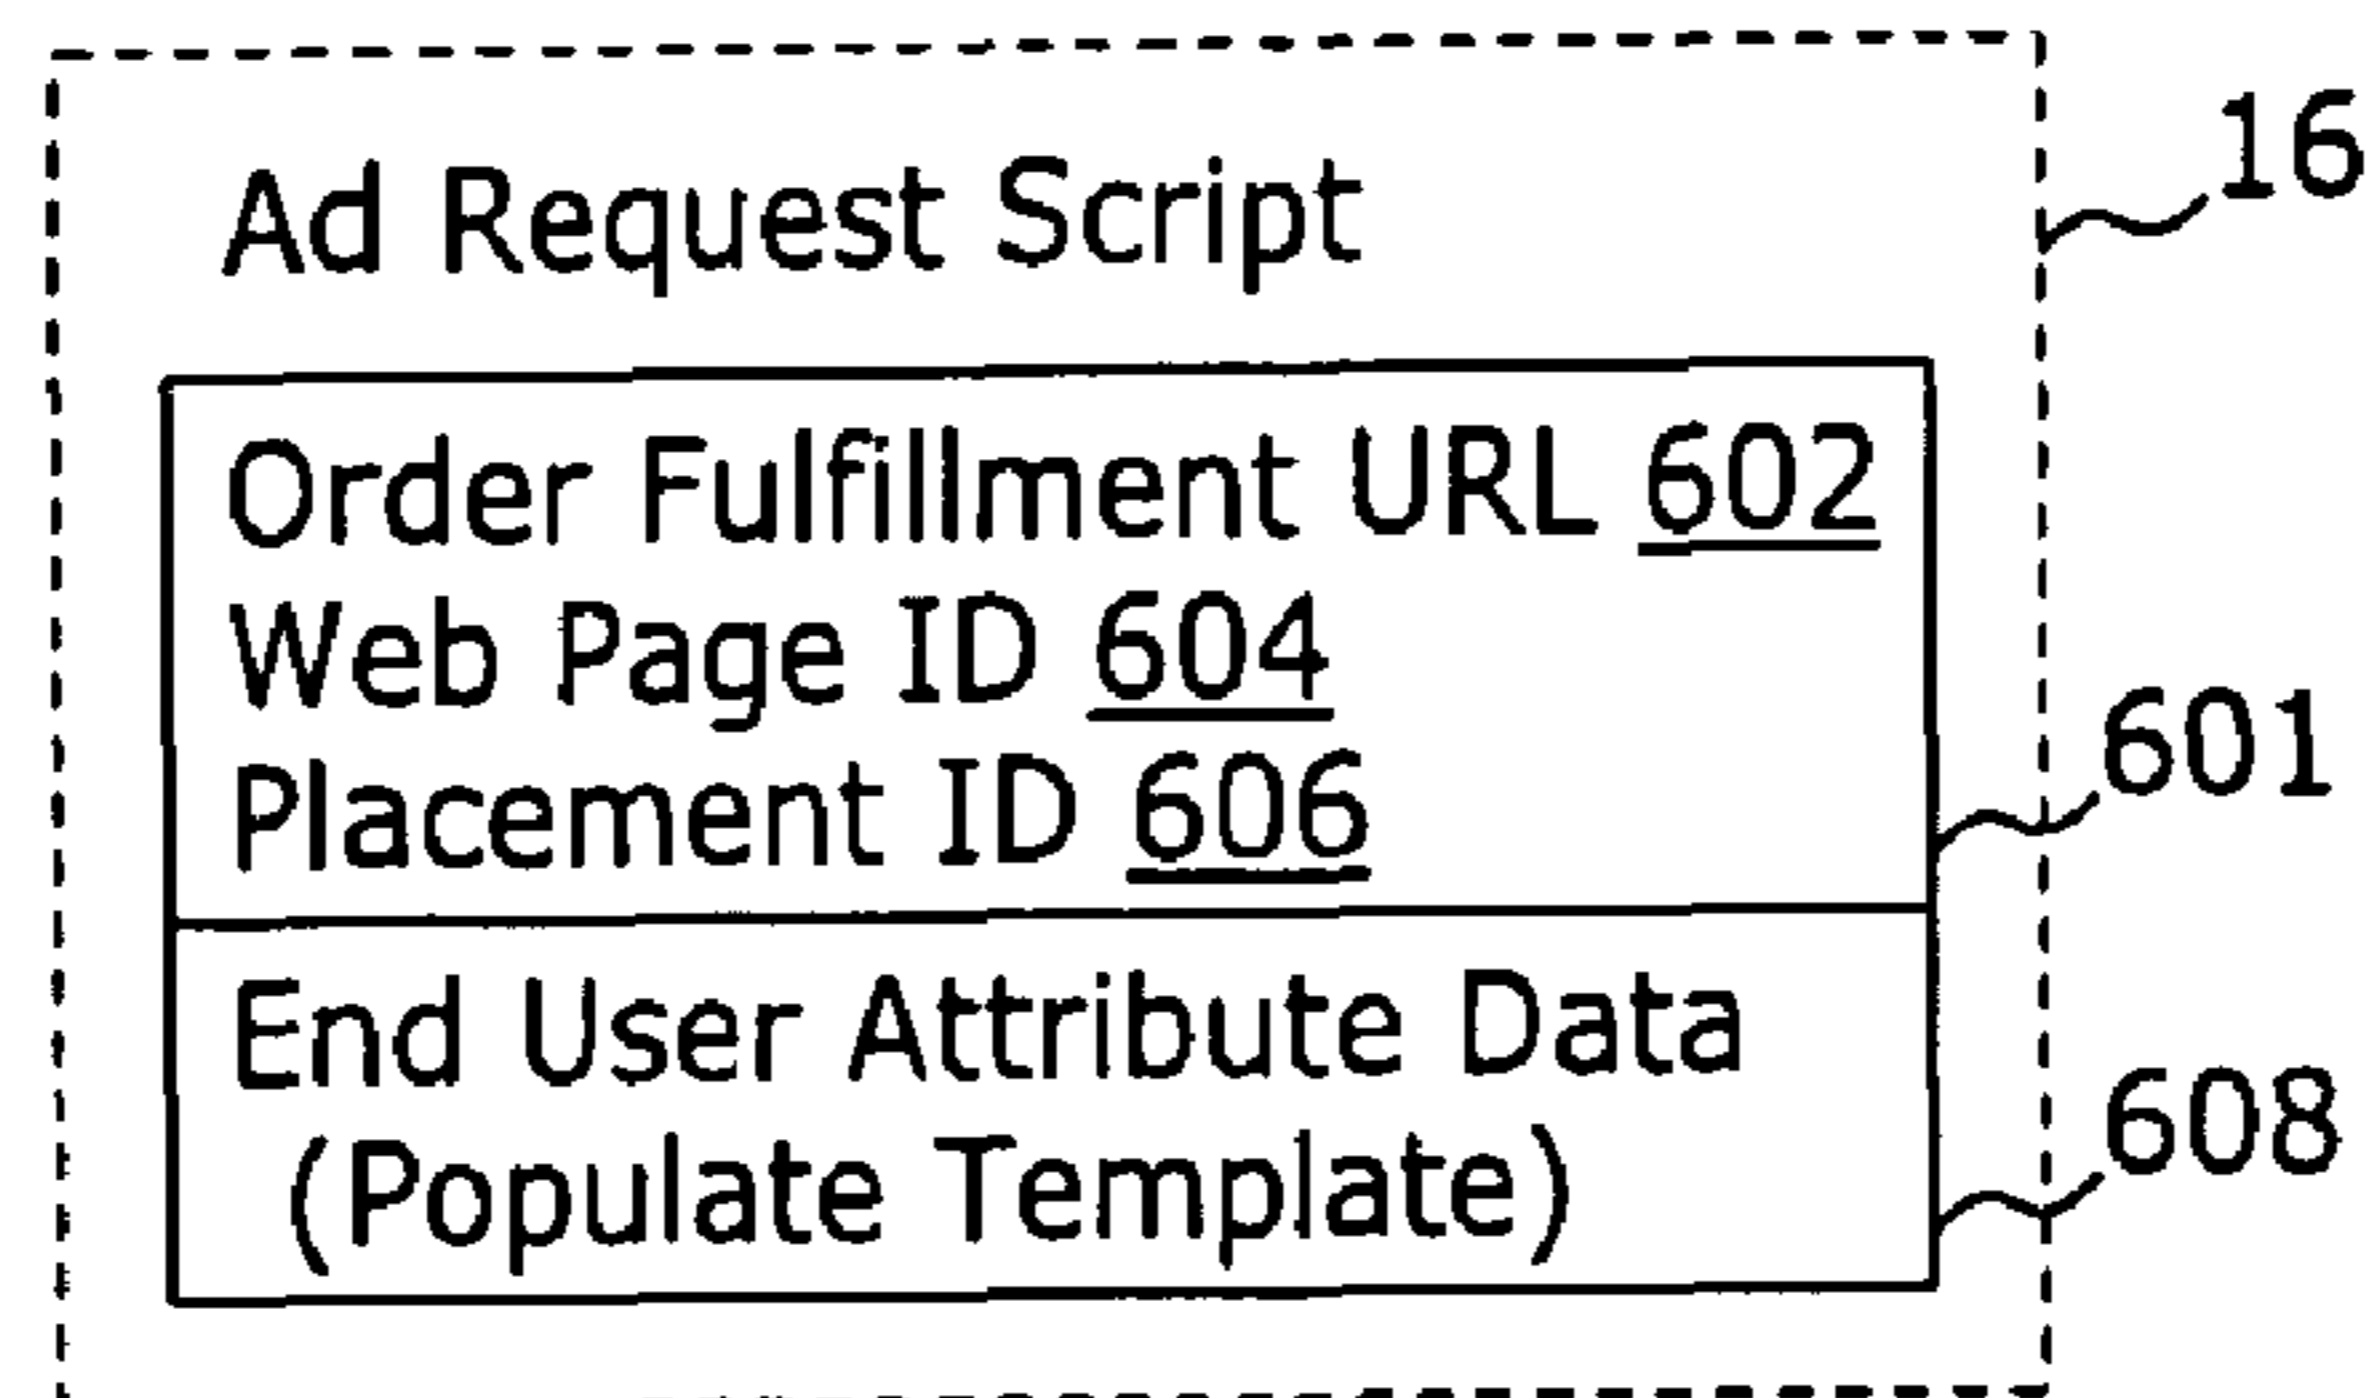 Ad Request Script
16
Order Fulfillment URL 602
Web Page ID 604
Placement ID 606
601
End User Attribute Data
(Populate Template)
608